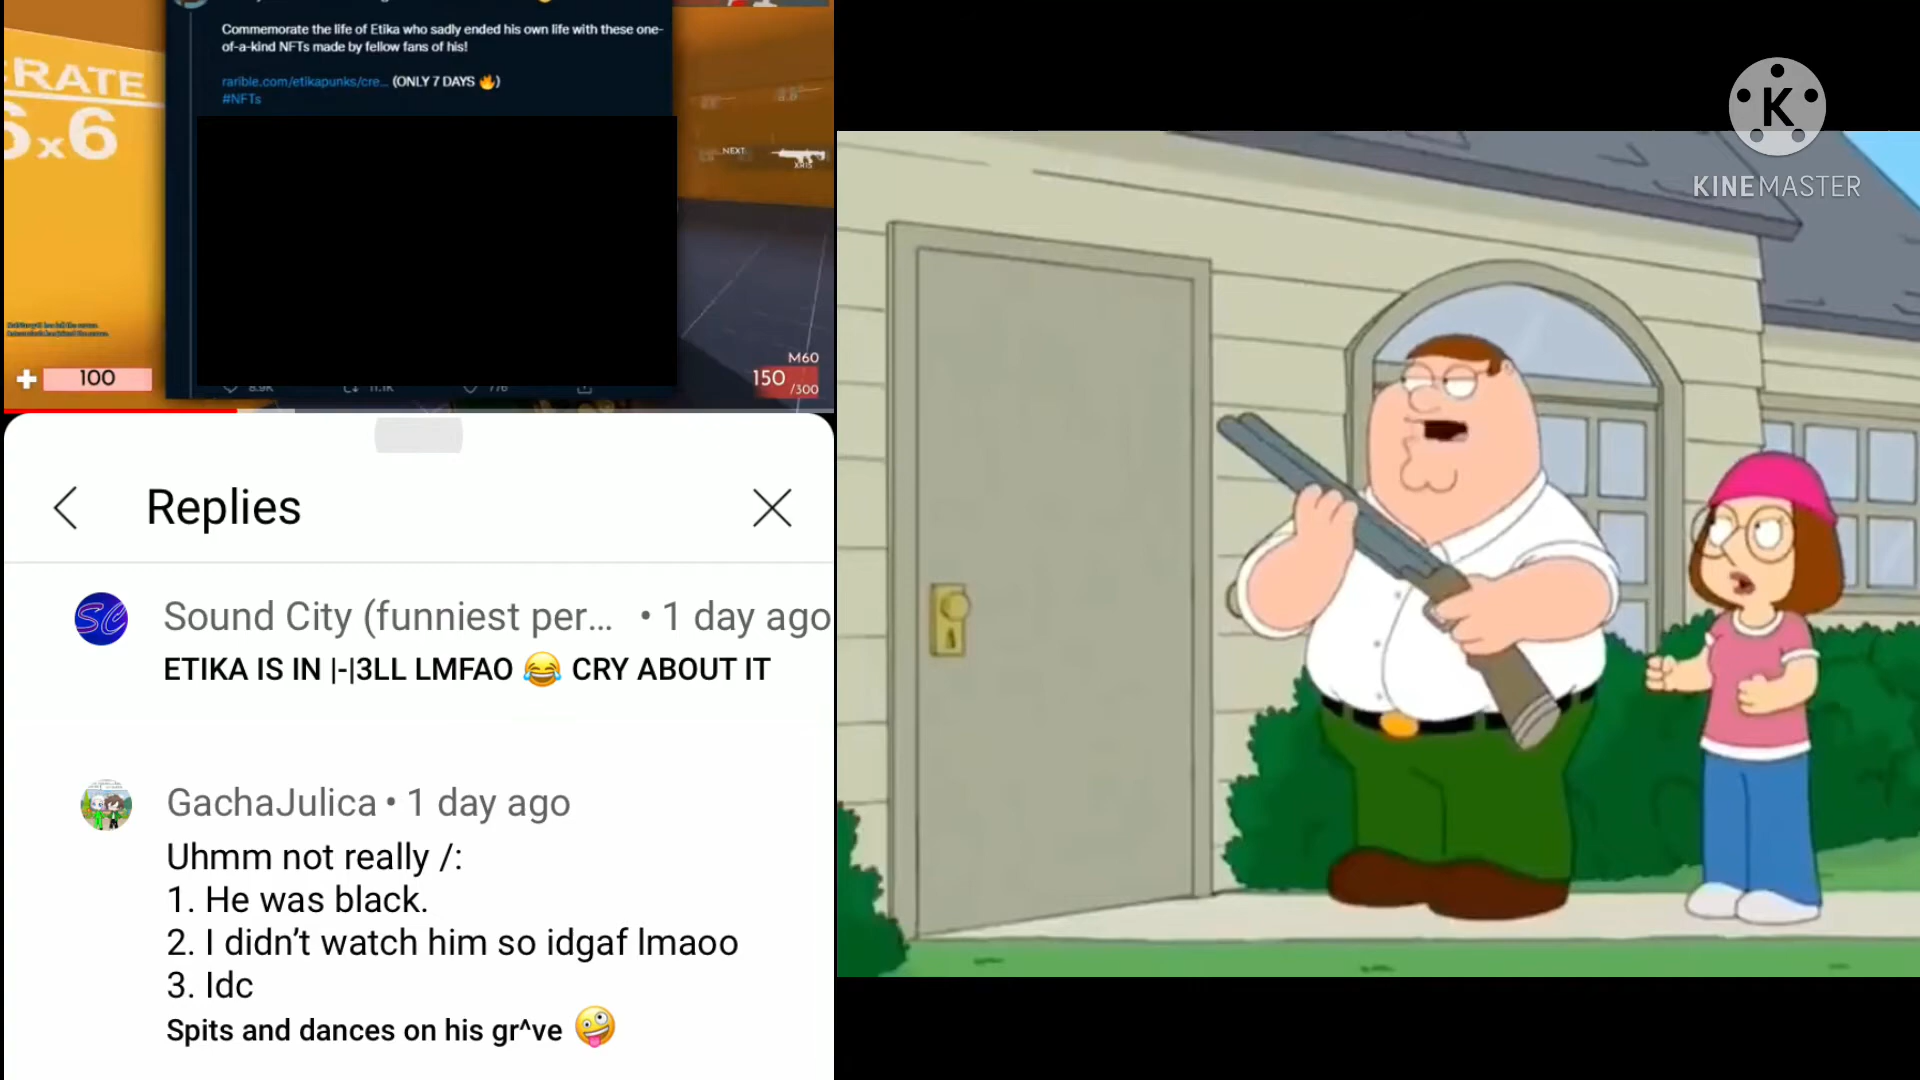 Commemorate the life of Etika who sadly ended his own life with these one-
of-a-kind NFTs made by fellow fans of his!
rarible.com/etikapunks/cre... (ONLY 7 DAYS 🔥)
#NFTs
RATE
6x6
NEXT
100
M60
150
/300
Replies
SC
Sound City (funniest per... • 1 day ago
ETIKA IS IN |-|3LL LMFAO 😂 CRY ABOUT IT
GachaJulica • 1 day ago
Uhmm not really /:
1. He was black.
2. I didn't watch him so idgaf lmaoo
3. Idc
Spits and dances on his gr^ve 🤪
K
KINEMASTER